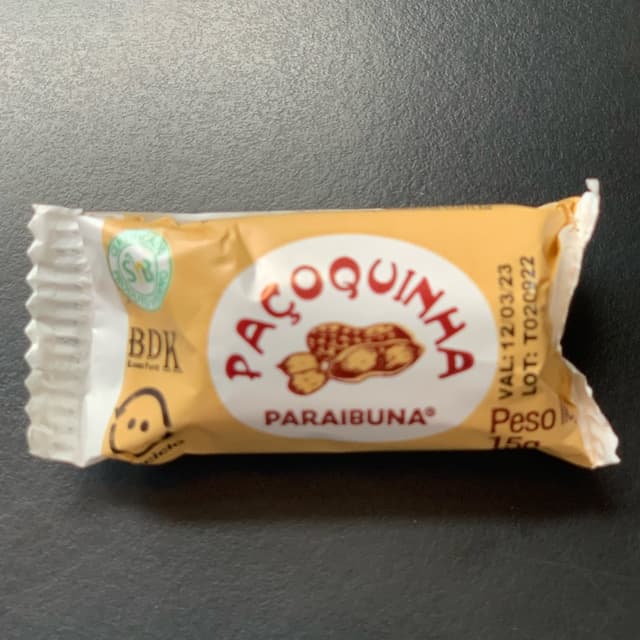 PAÇOQUINHA
PARAIBUNA®
BDK
VAL: 12/03/23
LOT: T020922
Peso
15g